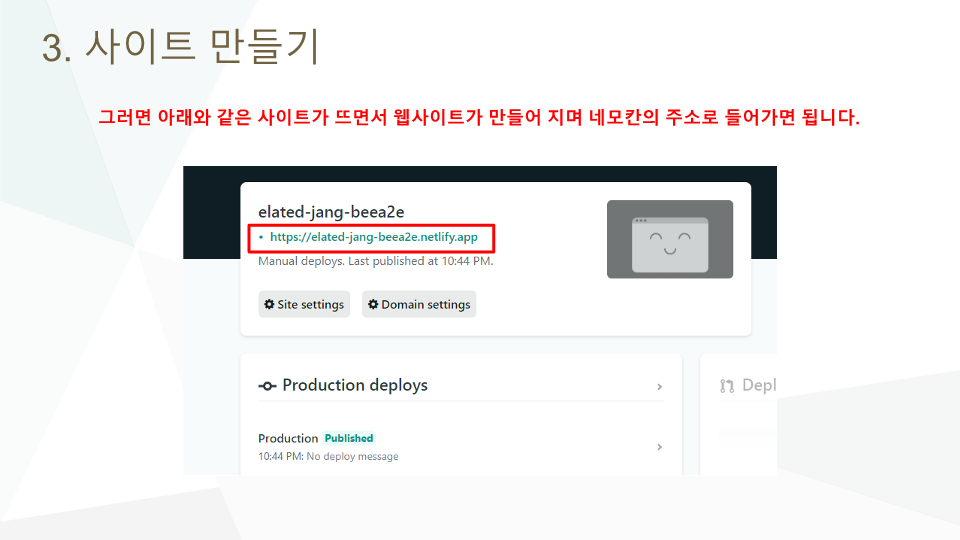 3. 사이트 만들기
그러면 아래와 같은 사이트가 뜨면서 웹사이트가 만들어 지며 네모칸의 주소로 들어가면 됩니다.
elated-jang-beea2e
• https://elated-jang-beea2e.netlify.app
Manual deploys. Last published at 10:44 PM.
Site settings Domain settings
Production deploys
Depl
Production Published
10:44 PM: No deploy message